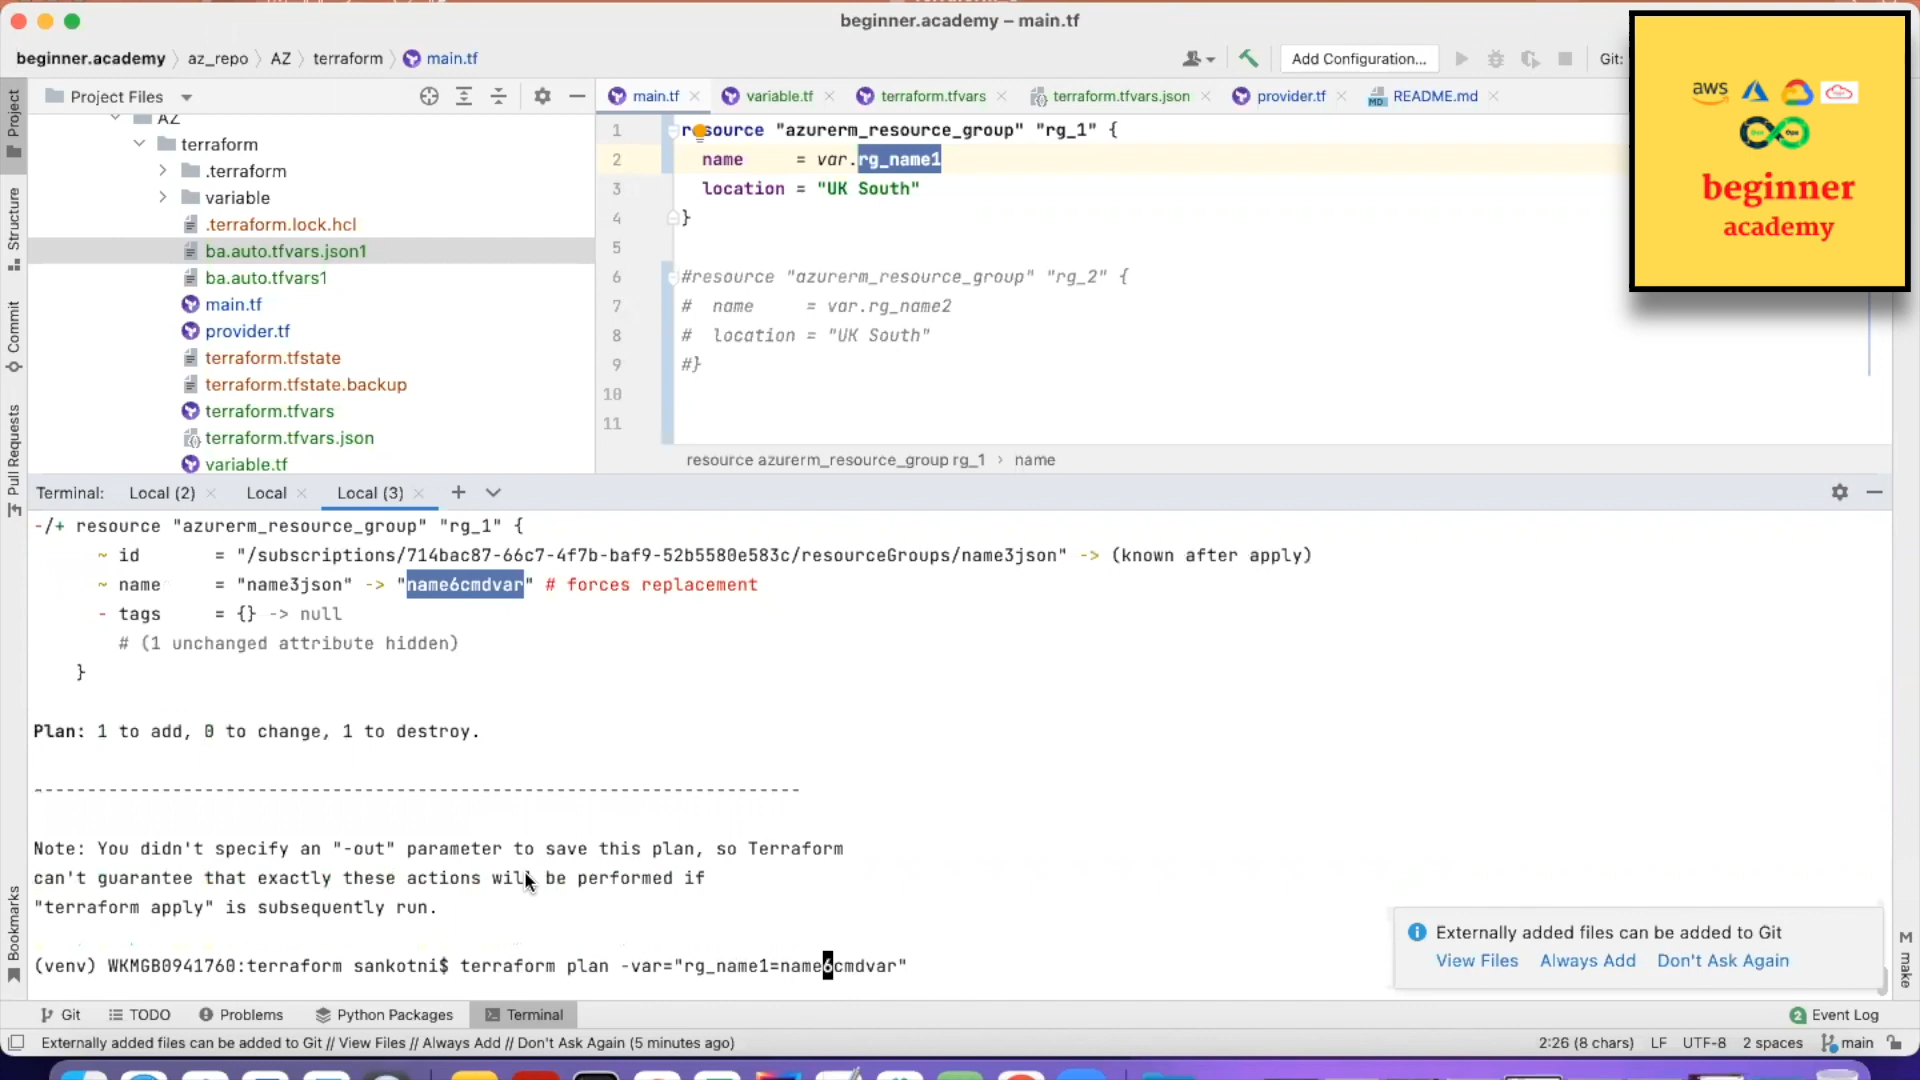 beginner.academy – main.tf
beginner.academy
az_repo
AZ
terraform
main.tf
Add Configuration...
Git:
Project Files
main.tf
variable.tf
terraform.tfvars
terraform.tfvars.json
provider.tf
README.md
Project
Structure
Commit
Pull Requests
Bookmarks
AZ
terraform
.terraform
variable
.terraform.lock.hcl
ba.auto.tfvars.json1
ba.auto.tfvars1
main.tf
provider.tf
terraform.tfstate
terraform.tfstate.backup
terraform.tfvars
terraform.tfvars.json
variable.tf
1 resource "azurerm_resource_group" "rg_1" {
2 name = var.rg_name1
3 location = "UK South"
4 }
5
6 #resource "azurerm_resource_group" "rg_2" {
7 # name = var.rg_name2
8 # location = "UK South"
9 #}
10
11
resource azurerm_resource_group rg_1 › name
aws
beginner
academy
Terminal: Local (2) Local Local (3)
-/+ resource "azurerm_resource_group" "rg_1" {
~ id = "/subscriptions/714bac87-66c7-4f7b-baf9-52b5580e583c/resourceGroups/name3json" -> (known after apply)
~ name = "name3json" -> "name6cmdvar" # forces replacement
- tags = {} -> null
# (1 unchanged attribute hidden)
}
Plan: 1 to add, 0 to change, 1 to destroy.
------------------------------------------------------------------------
Note: You didn't specify an "-out" parameter to save this plan, so Terraform
can't guarantee that exactly these actions will be performed if
"terraform apply" is subsequently run.
(venv) WKMGB0941760:terraform sankotni$ terraform plan -var="rg_name1=name6cmdvar"
Externally added files can be added to Git
View Files Always Add Don't Ask Again
M
make
Git TODO Problems Python Packages Terminal 2 Event Log
Externally added files can be added to Git // View Files // Always Add // Don't Ask Again (5 minutes ago) 2:26 (8 chars) LF UTF-8 2 spaces main